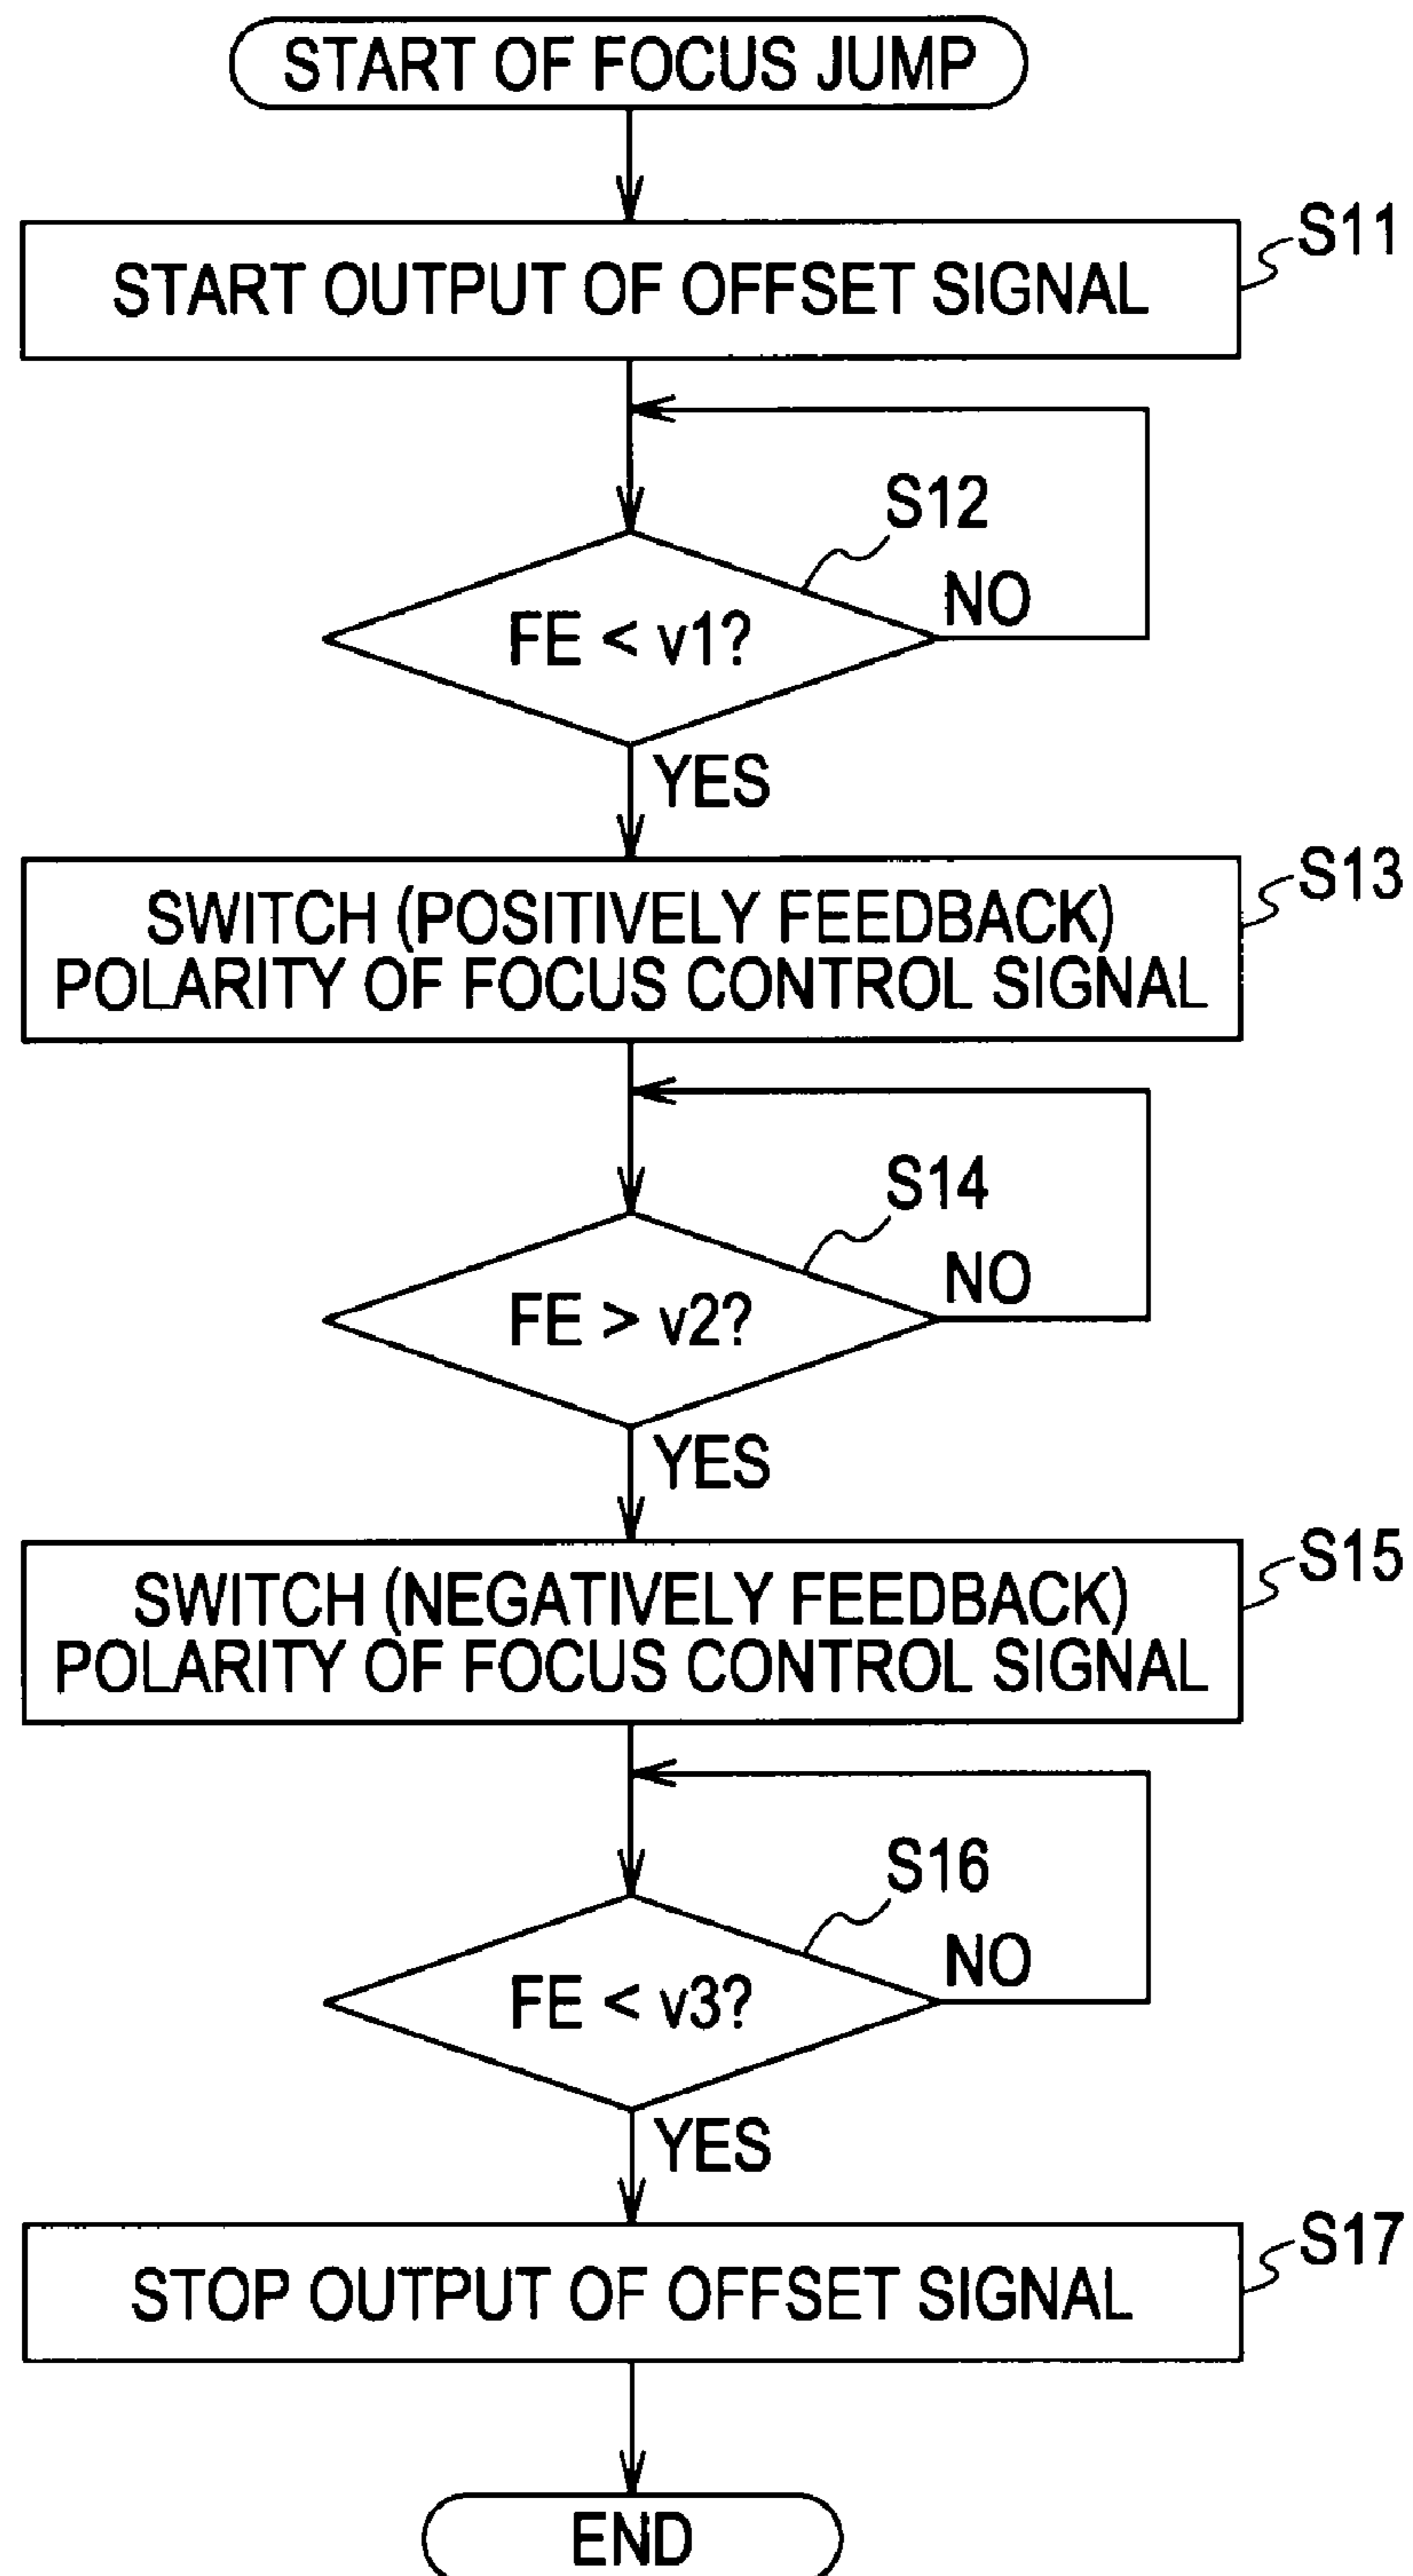 START OF FOCUS JUMP
S11
START OUTPUT OF OFFSET SIGNAL
S12
NO
FE < v1?
YES
S13
SWITCH (POSITIVELY FEEDBACK)
POLARITY OF FOCUS CONTROL SIGNAL
S14
NO
FE > v2?
YES
S15
SWITCH (NEGATIVELY FEEDBACK)
POLARITY OF FOCUS CONTROL SIGNAL
S16
NO
FE < v3?
YES
S17
STOP OUTPUT OF OFFSET SIGNAL
END